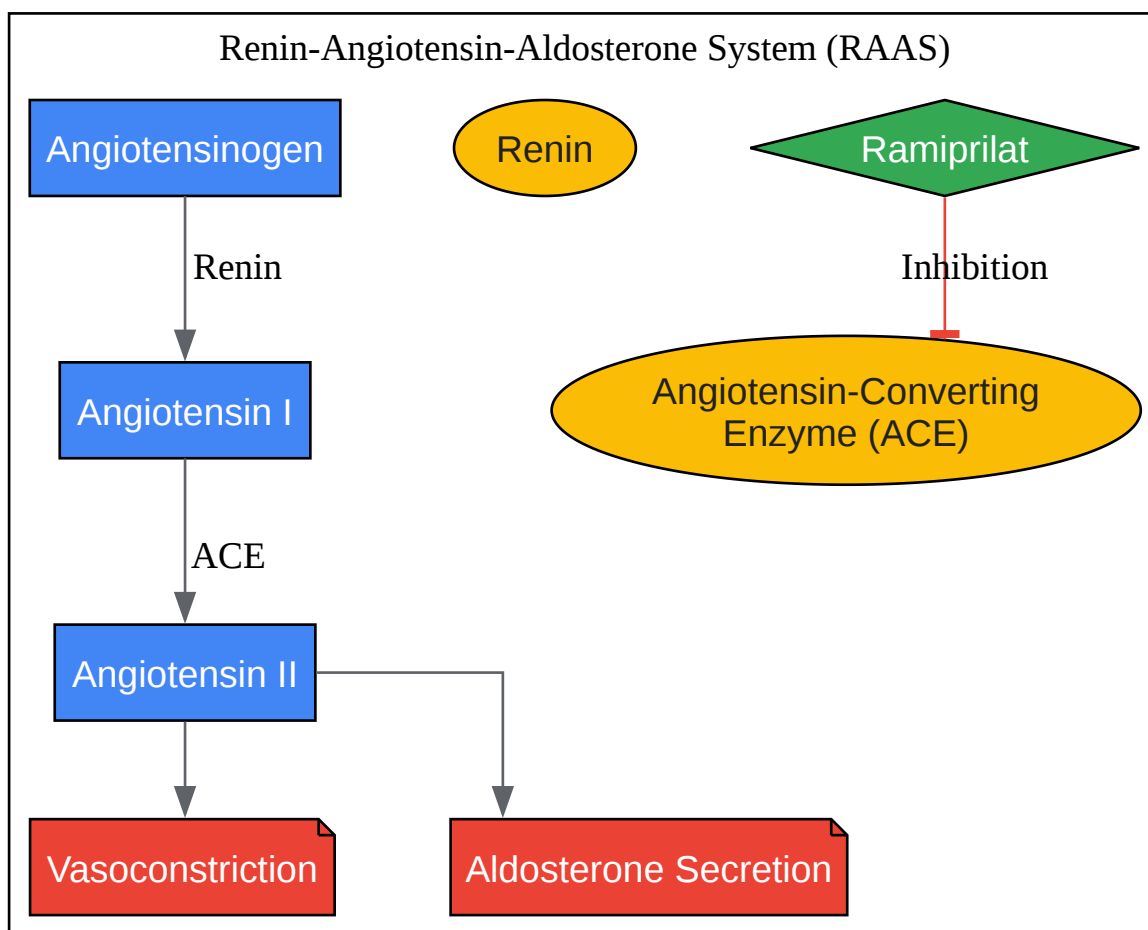 Renin-Angiotensin-Aldosterone System (RAAS)
Angiotensinogen
Renin
Ramiprilat
Renin
Inhibition
Angiotensin I
Angiotensin-Converting
Enzyme (ACE)
ACE
Angiotensin II
Vasoconstriction
Aldosterone Secretion